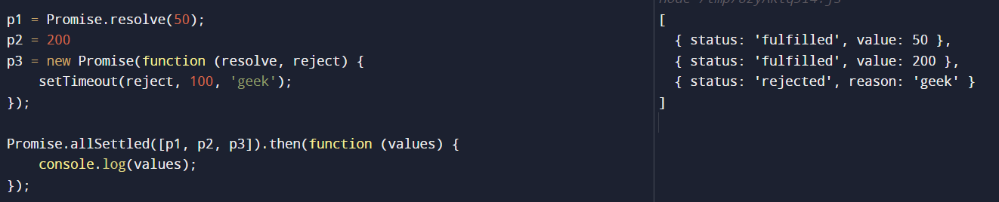 p1 = Promise.resolve(50);
p2 = 200
p3 = new Promise(function (resolve, reject) {
    setTimeout(reject, 100, 'geek');
});

Promise.allSettled([p1, p2, p3]).then(function (values) {
    console.log(values);
});
[
  { status: 'fulfilled', value: 50 },
  { status: 'fulfilled', value: 200 },
  { status: 'rejected', reason: 'geek' }
]